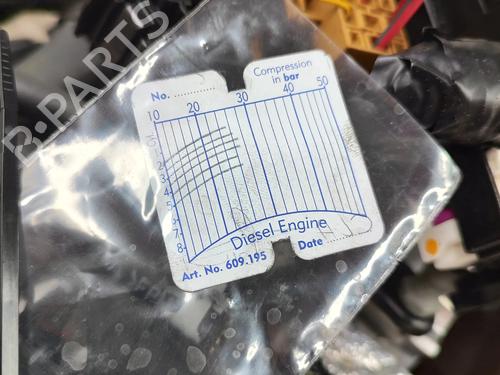 B-PARTS
No. ...............
Compression
in bar
10 20 30 40 50
1
2
3
4
5
6
7
8
Diesel Engine
Art. No. 609.195
Date ...............